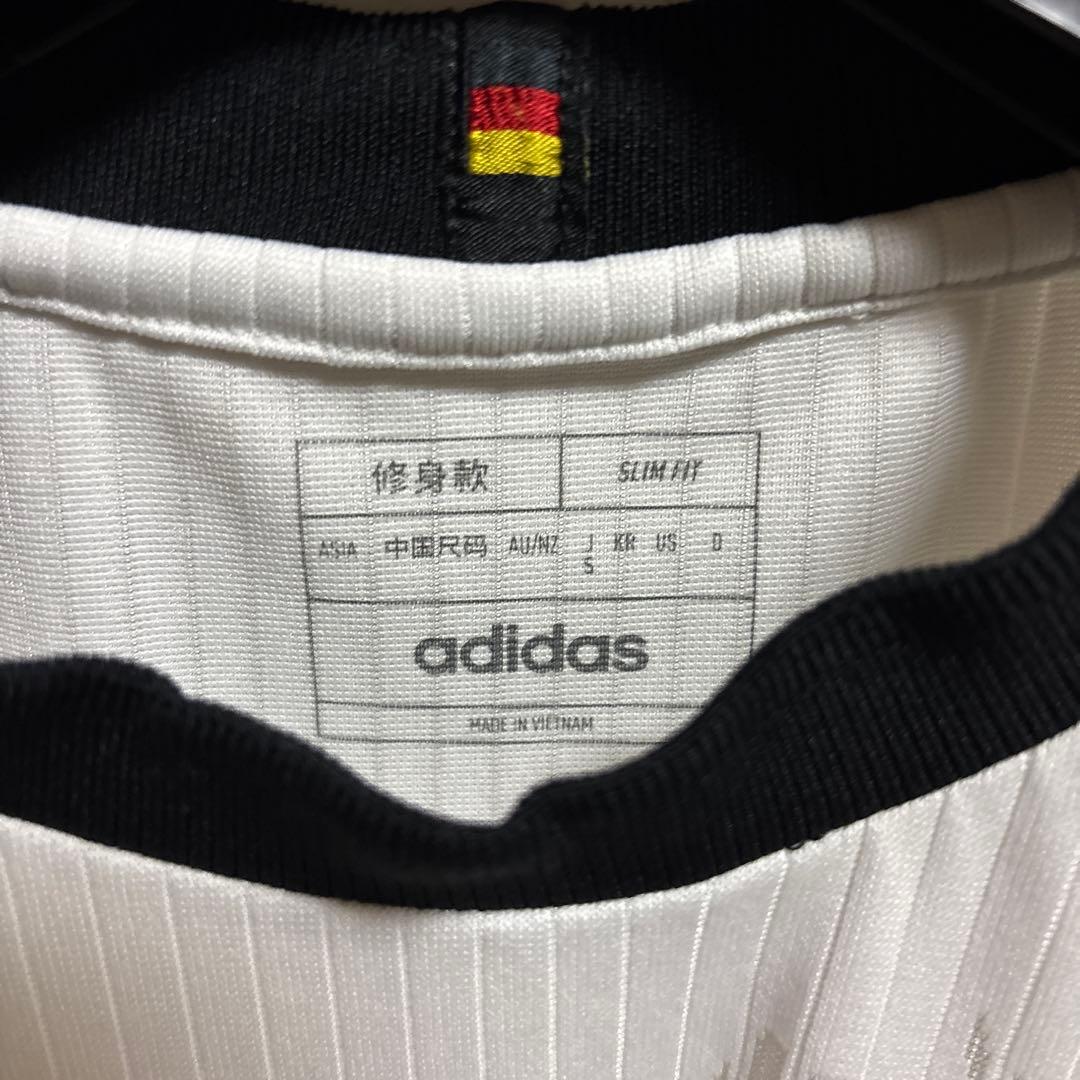 修身款 SLIM FIT
ASIA 中国尺码 AU/NZ J KR US D
S
adidas
MADE IN VIETNAM